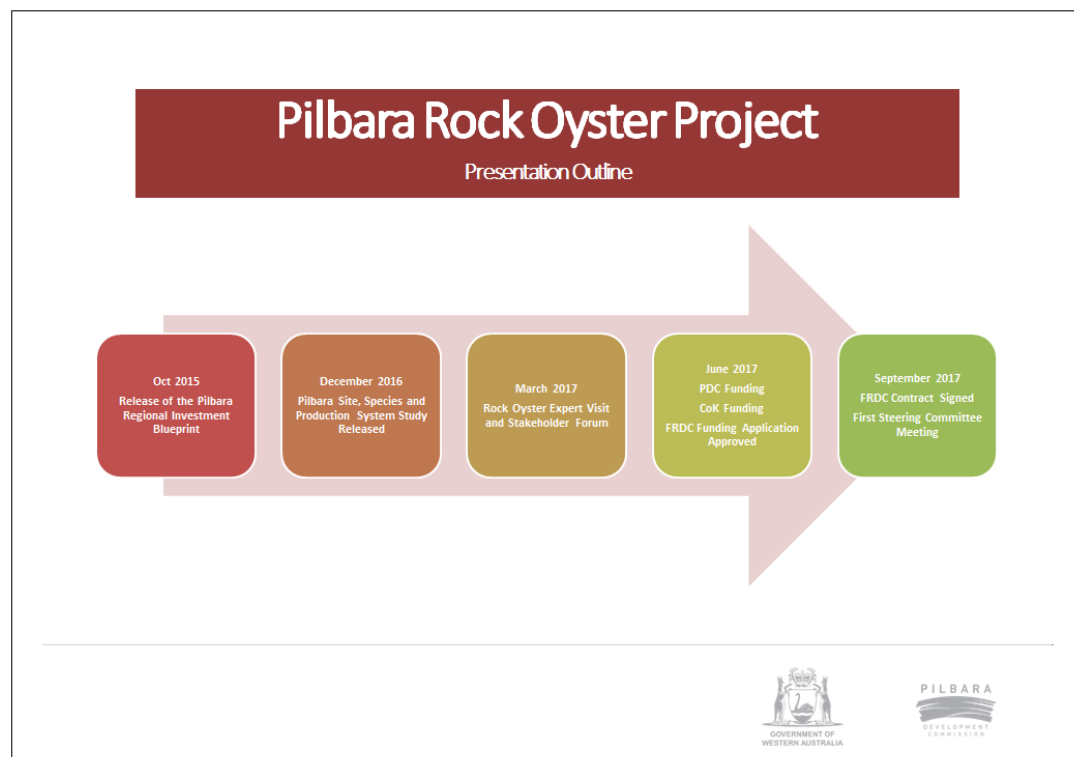 Pilbara Rock Oyster Project
Presentation Outline
Oct 2015
Release of the Pilbara
Regional Investment
Blueprint
December 2016
Pilbara Site, Species and
Production System Study
Released
March 2017
Rock Oyster Expert Visit
and Stakeholder Forum
June 2017
PDC Funding
CoK Funding
FRDC Funding Application
Approved
September 2017
FRDC Contract Signed
First Steering Committee
Meeting
GOVERNMENT OF
WESTERN AUSTRALIA
PILBARA
DEVELOPMENT
COMMISSION